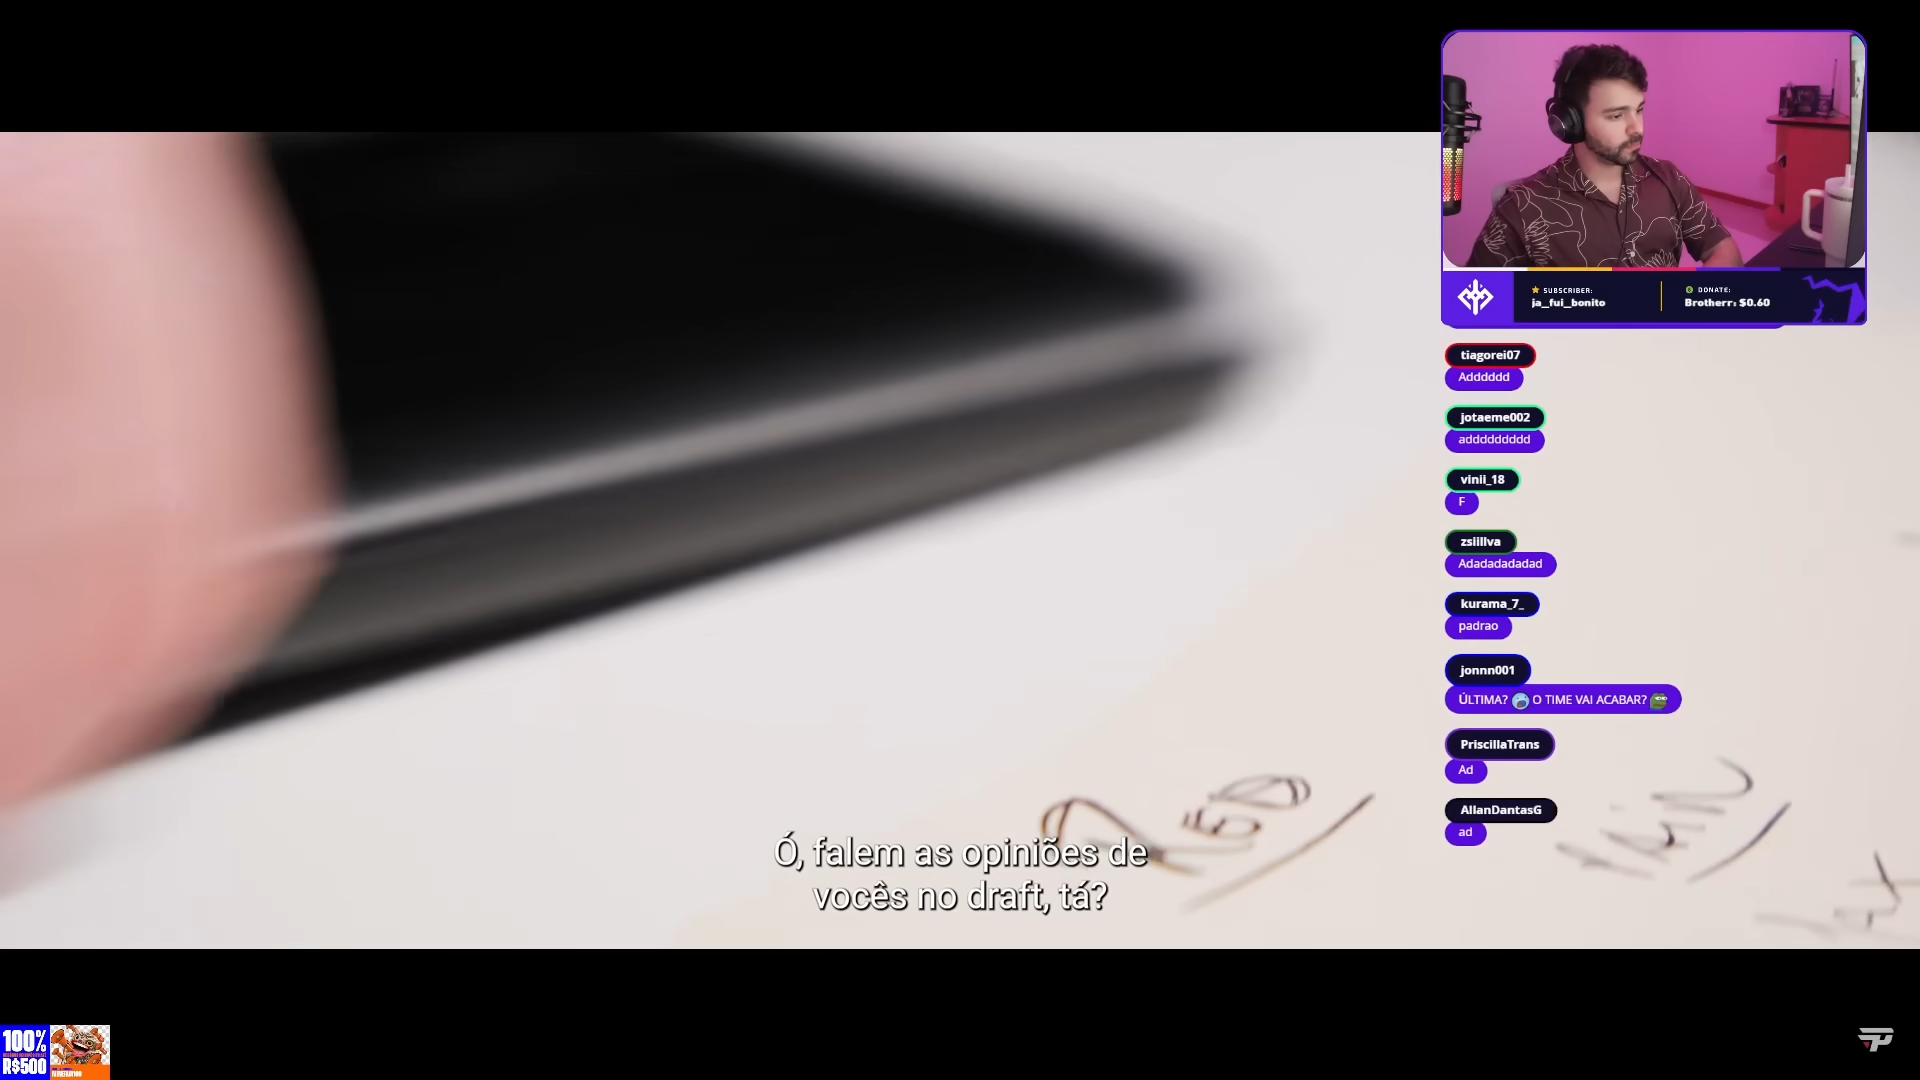 SUBSCRIBER:
ja_fui_bonito
DONATE:
Brotherr: $0.60
tiagorei07
Adddddd
jotaeme002
addddddddd
vinii_18
F
zsiillva
Adadadadadad
kurama_7_
padrao
jonnn001
ÚLTIMA? O TIME VAI ACABAR?
PriscillaTrans
Ad
AllanDantasG
ad
RED
Ó, falem as opiniões de
vocês no draft, tá?
100%
R$500